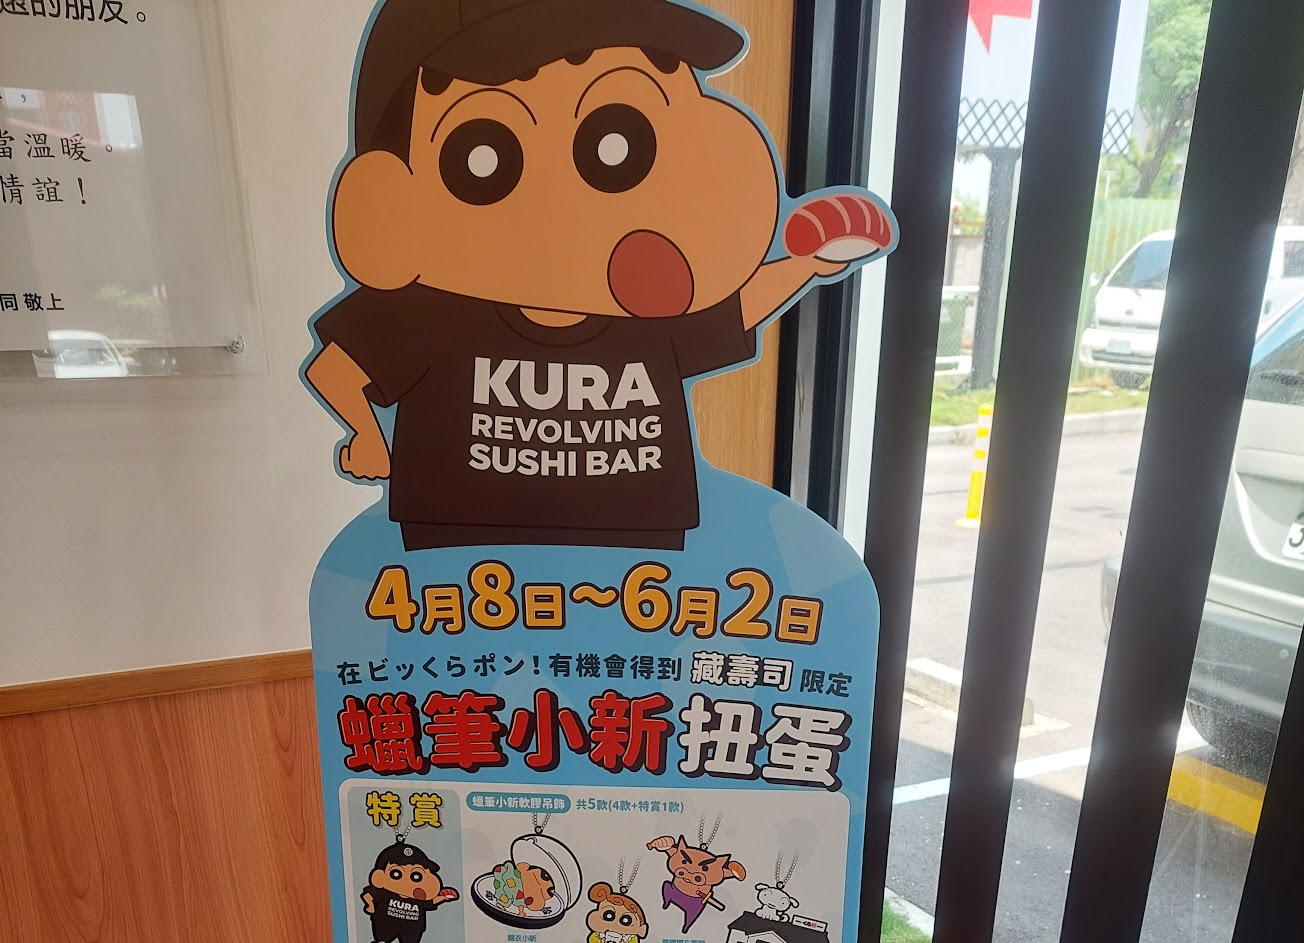 的朋友。
當溫暖。
情誼！
同敬上
KURA
REVOLVING
SUSHI BAR
4月8日~6月2日
在ビッくらポン！有機會得到 藏壽司 限定
蠟筆小新扭蛋
特賞
蠟筆小新軟膠吊飾 共5款(4款+特賞1款)
KURA
REVOLVING
SUSHI BAR